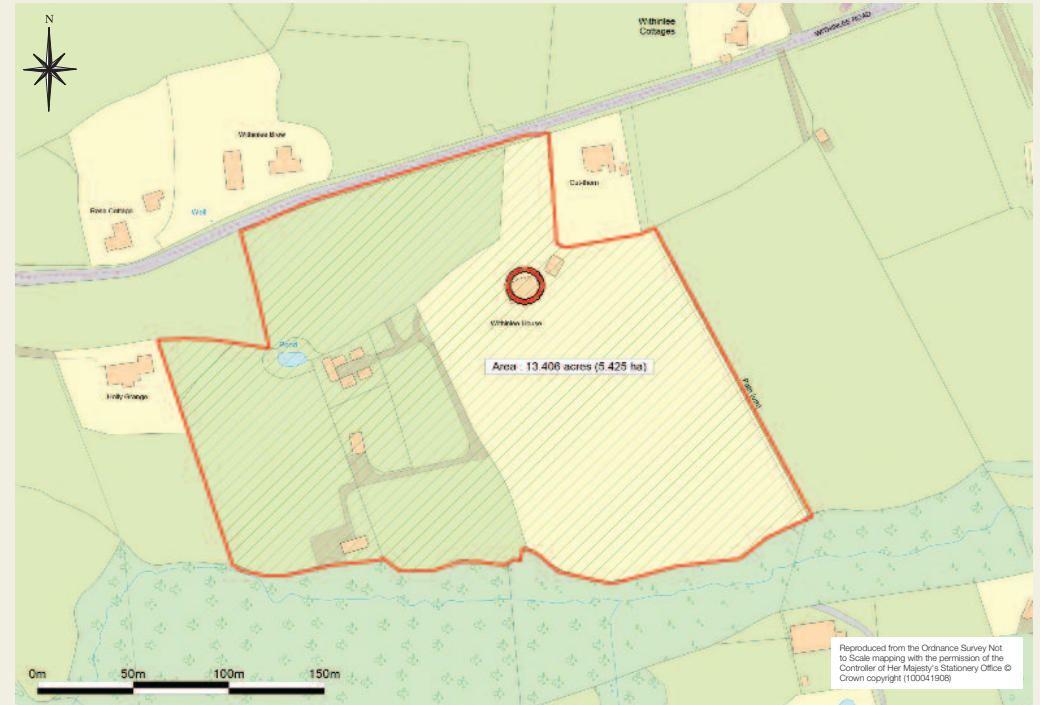 N
Withinlee
Cottages
WITHINLEE ROAD
Withinlee Brew
Rose Cottage
Well
Withinlee House
Pond
Area : 13.406 acres (5.425 ha)
Holly Grange
Path (um)
0m 50m 100m 150m
Reproduced from the Ordnance Survey Not
to Scale mapping with the permission of the
Controller of Her Majesty's Stationery Office ©
Crown copyright (100041908)